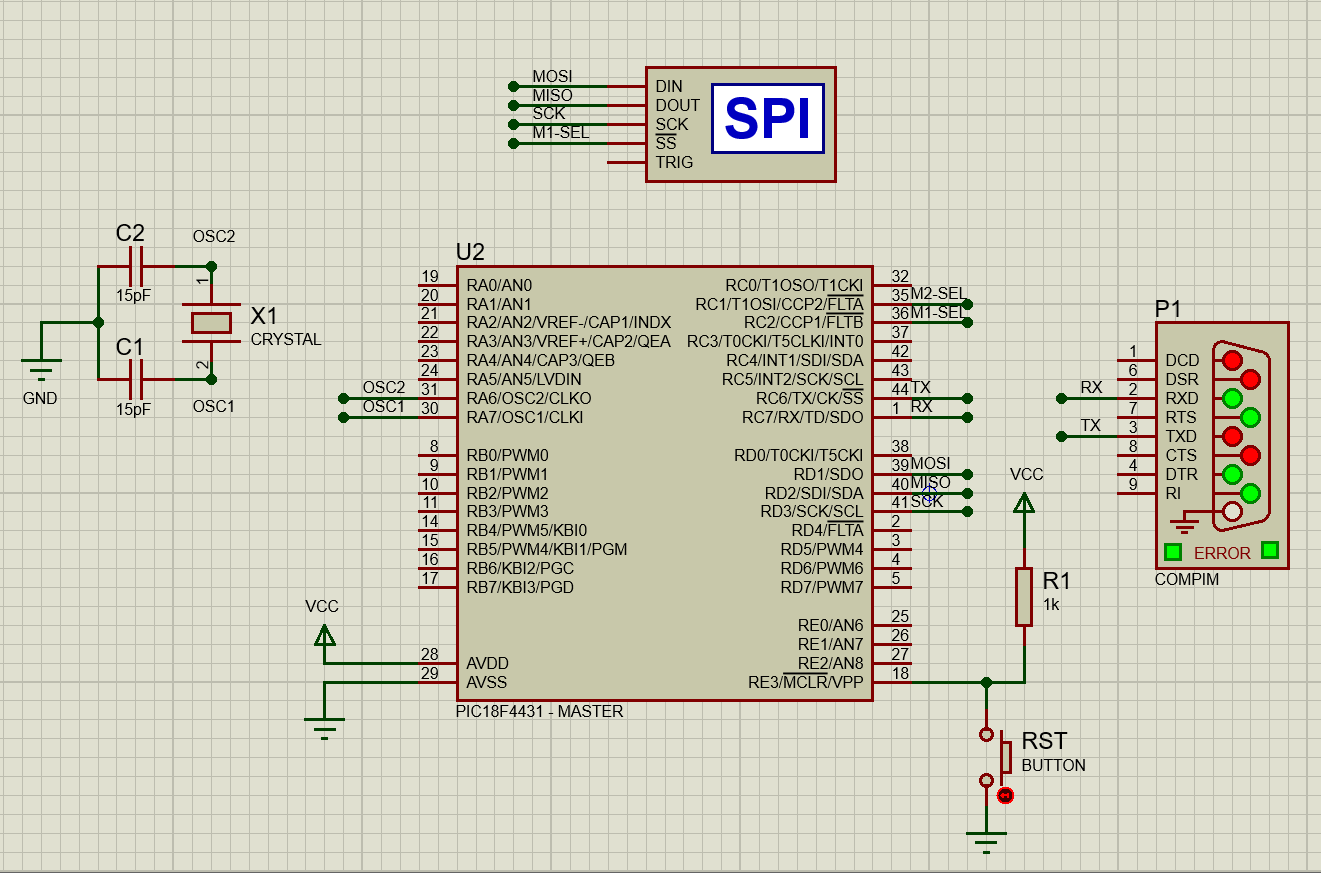 MOSI
MISO
SCK
M1-SEL
DIN
DOUT
SCK
SS
TRIG
SPI
C2
15pF
OSC2
1
X1
CRYSTAL
2
C1
15pF
OSC1
GND
U2
19 RA0/AN0
20 RA1/AN1
21 RA2/AN2/VREF-/CAP1/INDX
22 RA3/AN3/VREF+/CAP2/QEA
23 RA4/AN4/CAP3/QEB
24 RA5/AN5/LVDIN
OSC2 31 RA6/OSC2/CLKO
OSC1 30 RA7/OSC1/CLKI
8 RB0/PWM0
9 RB1/PWM1
10 RB2/PWM2
11 RB3/PWM3
14 RB4/PWM5/KBI0
15 RB5/PWM4/KBI1/PGM
16 RB6/KBI2/PGC
17 RB7/KBI3/PGD
VCC
28 AVDD
29 AVSS
RC0/T1OSO/T1CKI 32
RC1/T1OSI/CCP2/FLTA 35 M2-SEL
RC2/CCP1/FLTB 36 M1-SEL
RC3/T0CKI/T5CLKI/INT0 37
RC4/INT1/SDI/SDA 42
RC5/INT2/SCK/SCL 43
RC6/TX/CK/SS 44 TX
RC7/RX/TD/SDO 1 RX
RD0/T0CKI/T5CKI 38
RD1/SDO 39 MOSI
RD2/SDI/SDA 40 MISO
RD3/SCK/SCL 41 SCK
RD4/FLTA 2
RD5/PWM4 3
RD6/PWM6 4
RD7/PWM7 5
RE0/AN6 25
RE1/AN7 26
RE2/AN8 27
RE3/MCLR/VPP 18
PIC18F4431 - MASTER
VCC
R1
1k
RST
BUTTON
P1
1 DCD
6 DSR
RX 2 RXD
7 RTS
TX 3 TXD
8 CTS
4 DTR
9 RI
ERROR
COMPIM